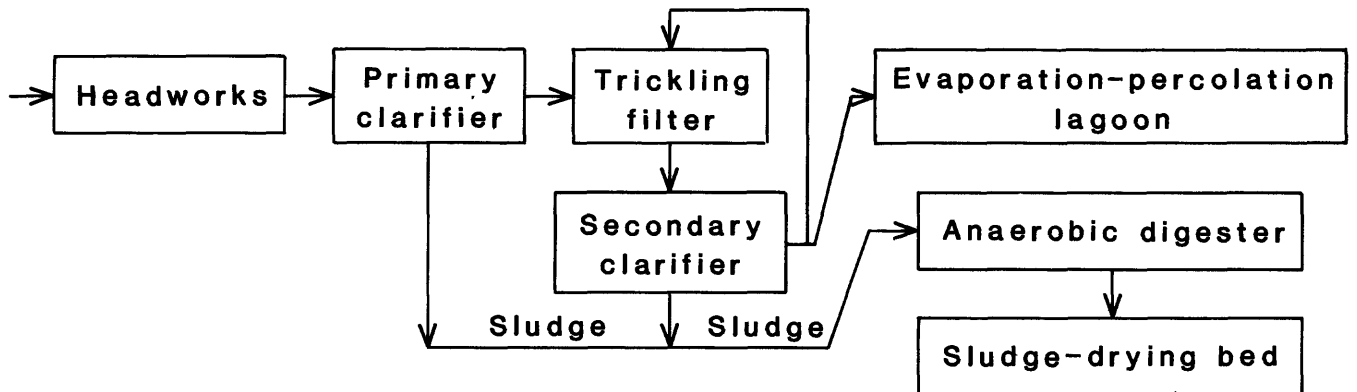 Headworks
Primary
clarifier
Trickling
filter
Evaporation-percolation
lagoon
Secondary
clarifier
Anaerobic digester
Sludge
Sludge
Sludge-drying bed